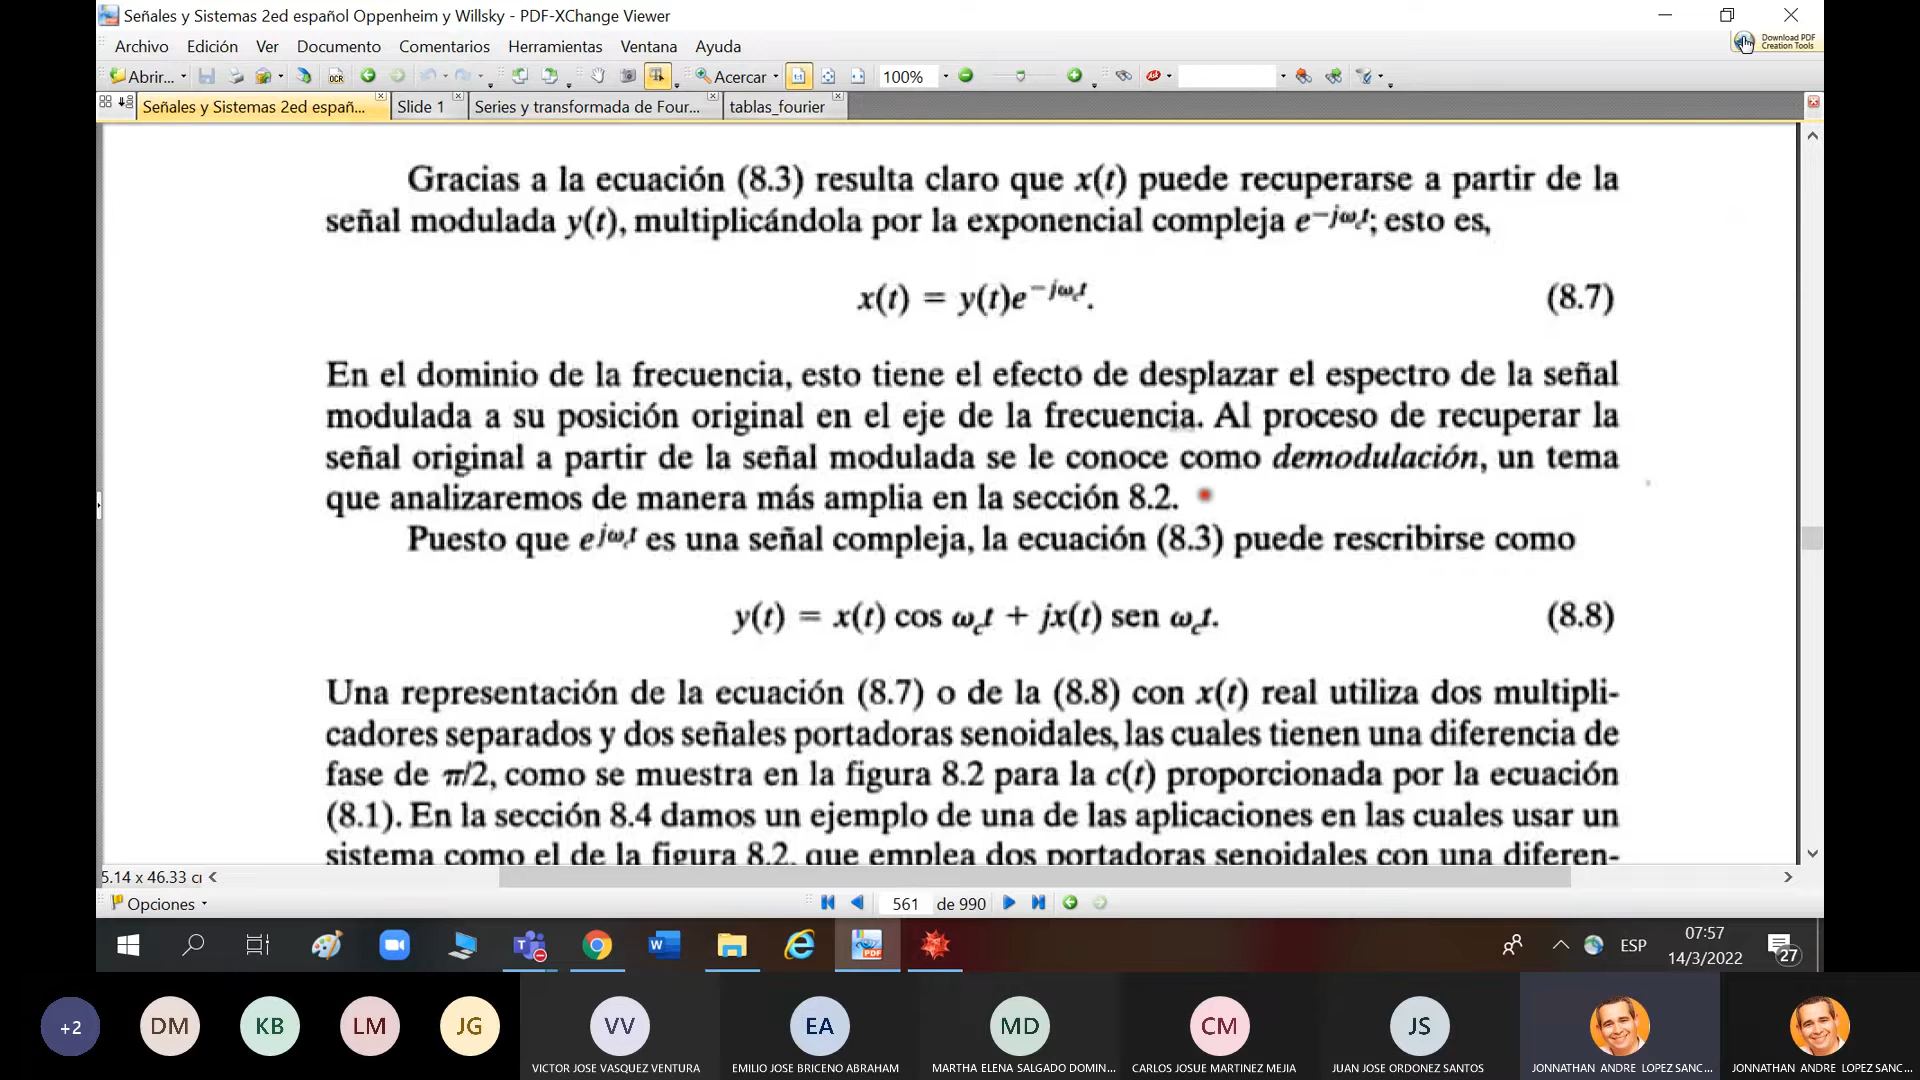 Señales y Sistemas 2ed español Oppenheim y Willsky - PDF-XChange Viewer
Archivo Edición Ver Documento Comentarios Herramientas Ventana Ayuda
Download PDF
Creation Tools
Abrir... OCR Acercar 100%
Señales y Sistemas 2ed españ... Slide 1 Series y transformada de Four... tablas_fourier
Gracias a la ecuación (8.3) resulta claro que x(t) puede recuperarse a partir de la
señal modulada y(t), multiplicándola por la exponencial compleja e^{-jω_c t}; esto es,
x(t) = y(t)e^{-jω_c t}. (8.7)
En el dominio de la frecuencia, esto tiene el efecto de desplazar el espectro de la señal
modulada a su posición original en el eje de la frecuencia. Al proceso de recuperar la
señal original a partir de la señal modulada se le conoce como demodulación, un tema
que analizaremos de manera más amplia en la sección 8.2.
Puesto que e^{jω_c t} es una señal compleja, la ecuación (8.3) puede rescribirse como
y(t) = x(t) cos ω_c t + jx(t) sen ω_c t. (8.8)
Una representación de la ecuación (8.7) o de la (8.8) con x(t) real utiliza dos multipli-
cadores separados y dos señales portadoras senoidales, las cuales tienen una diferencia de
fase de π/2, como se muestra en la figura 8.2 para la c(t) proporcionada por la ecuación
(8.1). En la sección 8.4 damos un ejemplo de una de las aplicaciones en las cuales usar un
sistema como el de la figura 8.2, que emplea dos portadoras senoidales con una diferen-
5.14 x 46.33 c
Opciones 561 de 990
ESP 07:57
14/3/2022 27
+2 DM KB LM JG VV EA MD CM JS
VICTOR JOSE VASQUEZ VENTURA EMILIO JOSE BRICENO ABRAHAM MARTHA ELENA SALGADO DOMIN... CARLOS JOSUE MARTINEZ MEJIA JUAN JOSE ORDONEZ SANTOS JONNATHAN ANDRE LOPEZ SANC... JONNATHAN ANDRE LOPEZ SANC...